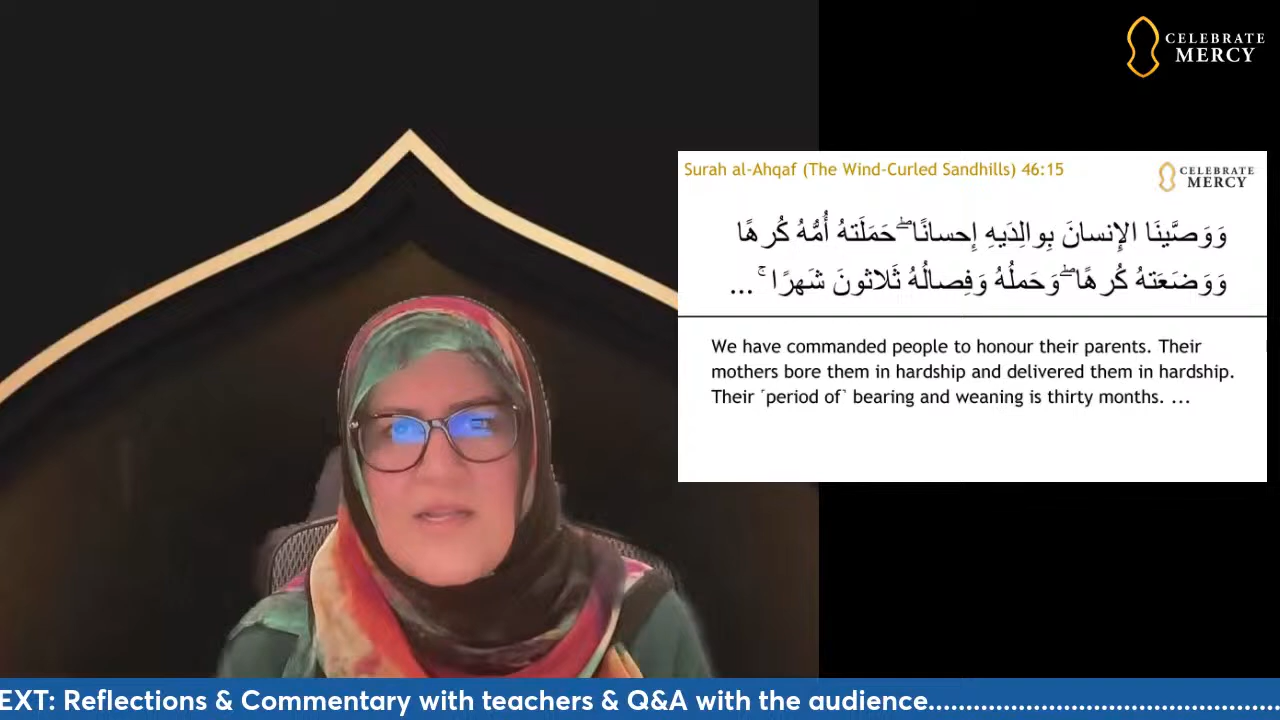 CELEBRATE
MERCY
Surah al-Ahqaf (The Wind-Curled Sandhills) 46:15
CELEBRATE
MERCY
وَوَصَّينَا الإِنسانَ بِوالِدَيهِ إِحسانًا ۖ حَمَلَتهُ أُمُّهُ كُرهًا
وَوَضَعَتهُ كُرهًا ۖ وَحَملُهُ وَفِصالُهُ ثَلاثونَ شَهرًا ۚ ...
We have commanded people to honour their parents. Their
mothers bore them in hardship and delivered them in hardship.
Their ˹period of˺ bearing and weaning is thirty months. ...
EXT: Reflections & Commentary with teachers & Q&A with the audience................................................